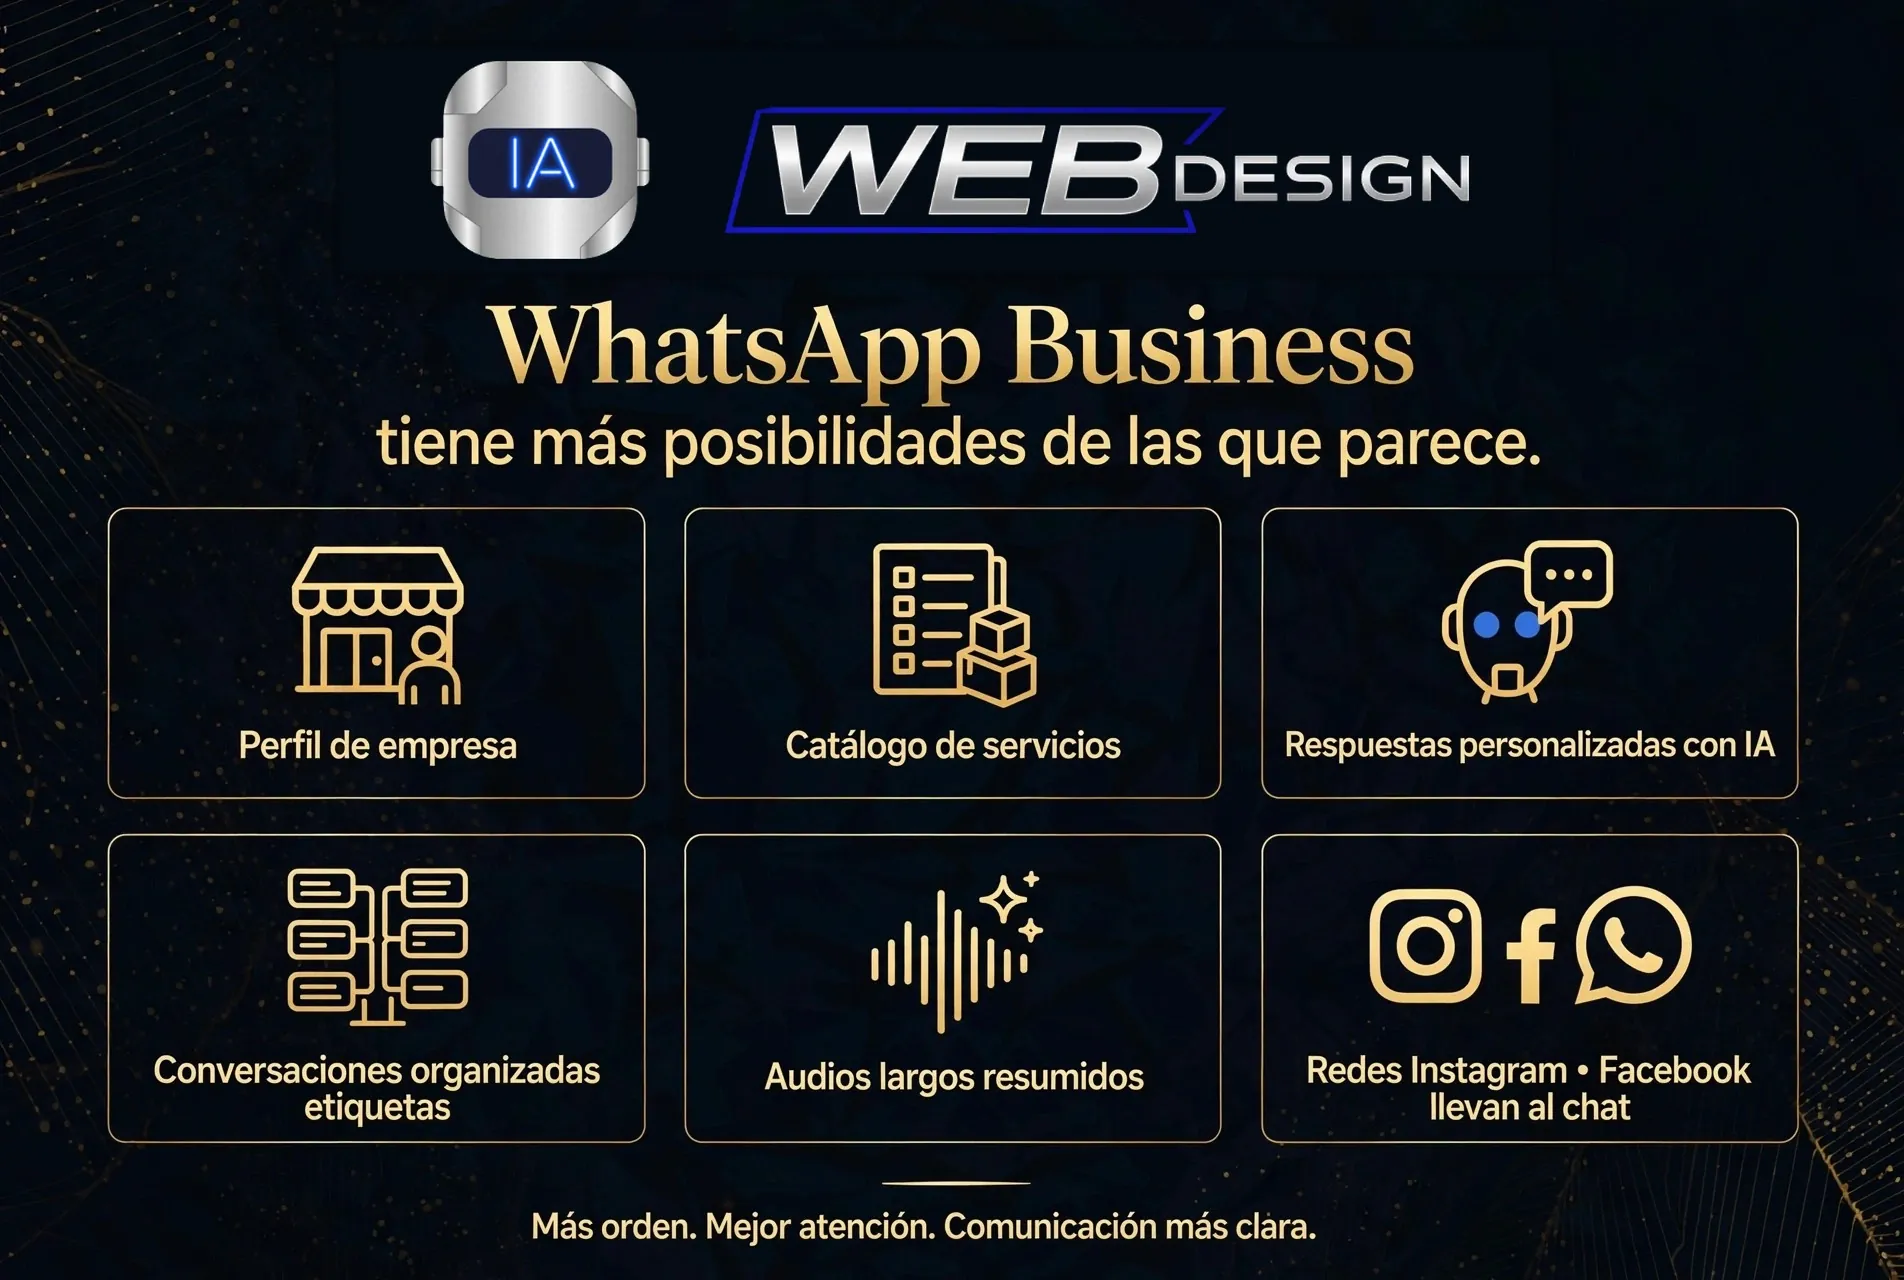 IA
WEB DESIGN
WhatsApp Business
tiene más posibilidades de las que parece.
Perfil de empresa
Catálogo de servicios
Respuestas personalizadas con IA
Conversaciones organizadas
etiquetas
Audios largos resumidos
Redes Instagram • Facebook
llevan al chat
Más orden. Mejor atención. Comunicación más clara.